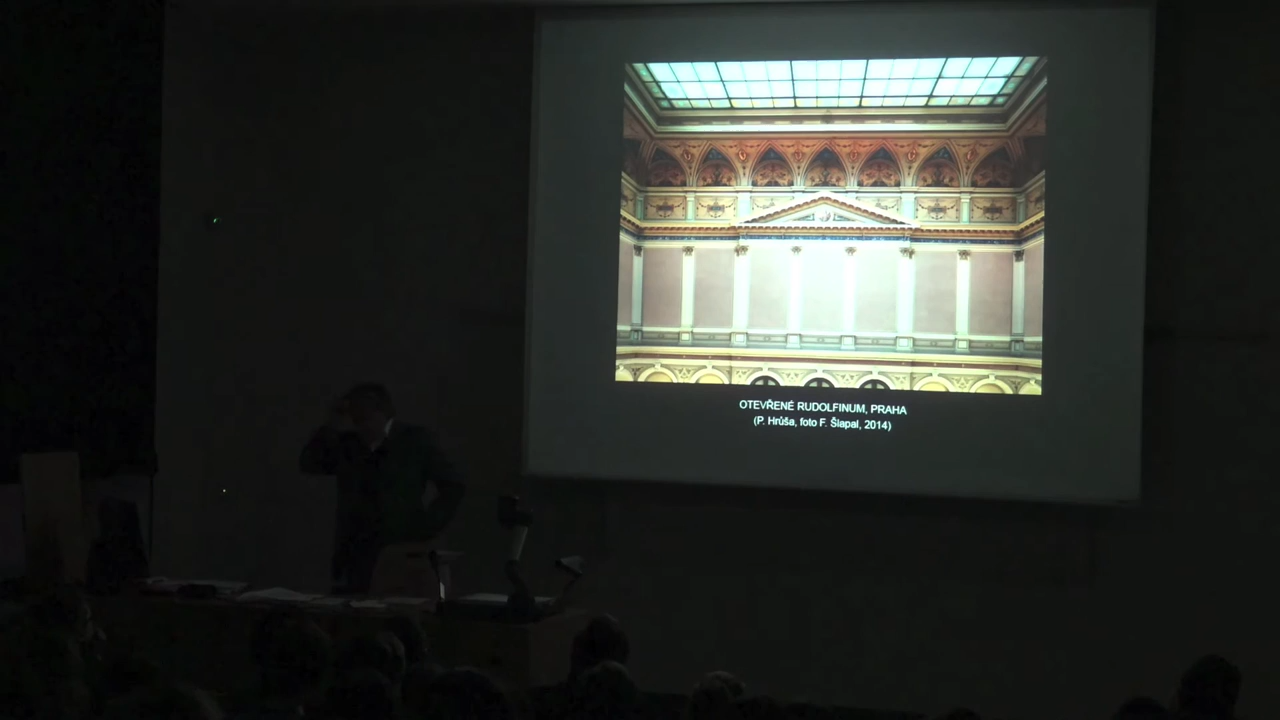 OTEVŘENÉ RUDOLFINUM, PRAHA
(P. Hrůša, foto F. Šlapal, 2014)